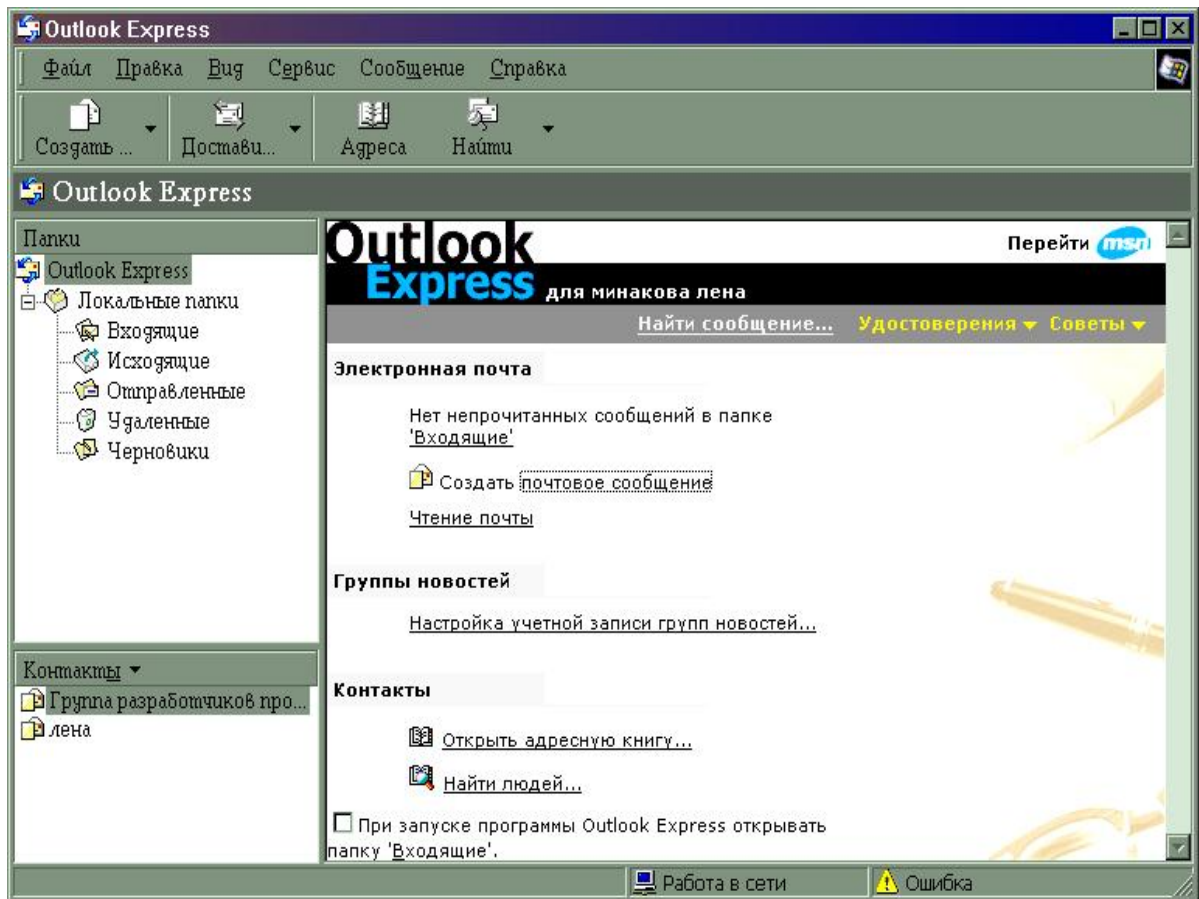 Outlook Express
Файл Правка Вид Сервис Сообщение Справка
Создать ... Достави... Адреса Найти
Outlook Express
Папки
Outlook Express
Локальные папки
Входящие
Исходящие
Отправленные
Удаленные
Черновики
Контакты
Группа разработчиков про...
лена
Outlook
Express для минакова лена
Перейти msn
Найти сообщение... Удостоверения Советы
Электронная почта
Нет непрочитанных сообщений в папке
'Входящие'
Создать почтовое сообщение
Чтение почты
Группы новостей
Настройка учетной записи групп новостей...
Контакты
Открыть адресную книгу...
Найти людей...
При запуске программы Outlook Express открывать
папку 'Входящие'.
Работа в сети Ошибка